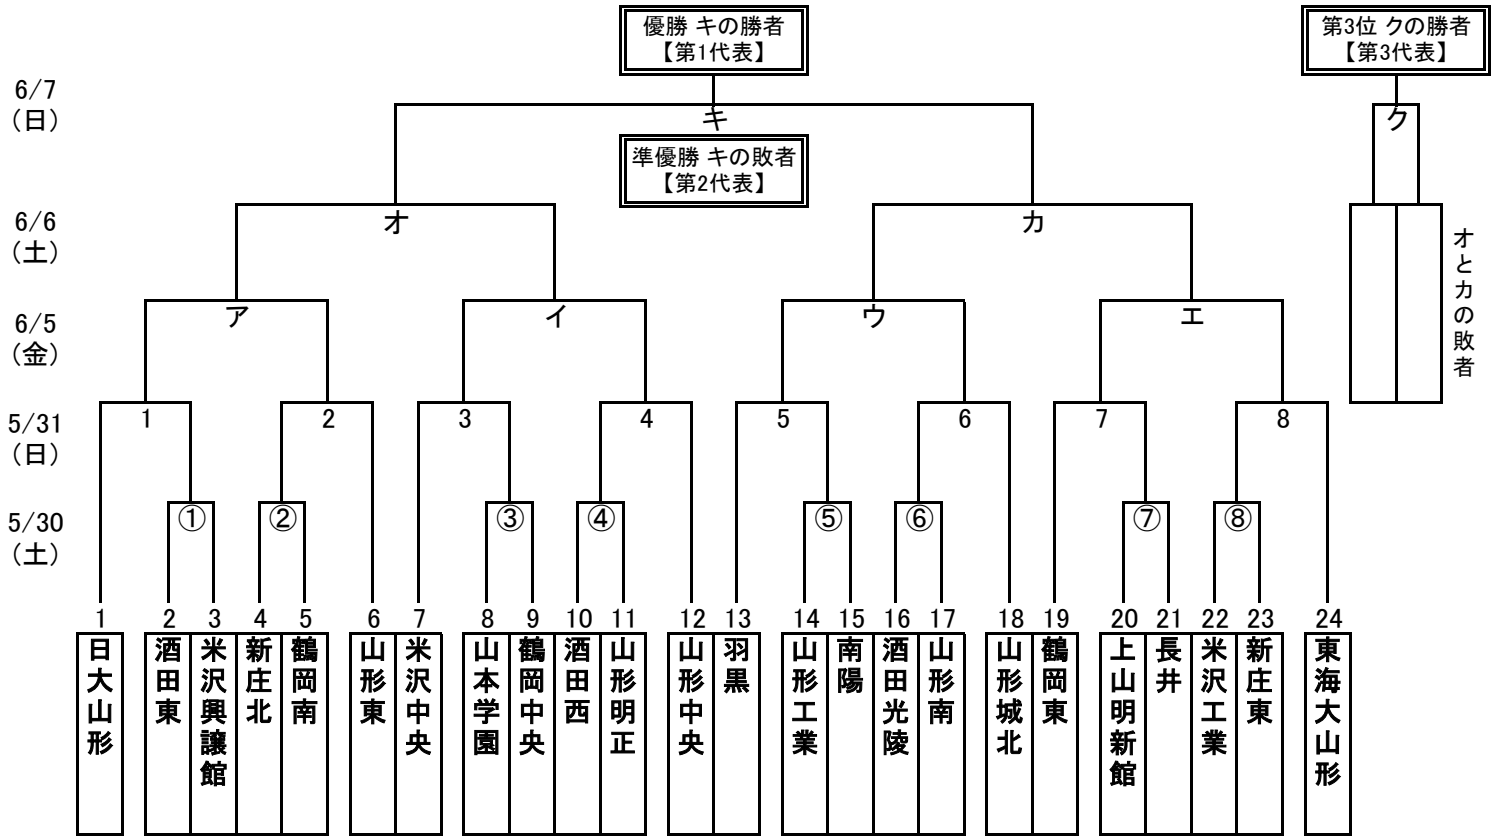 優勝 キの勝者
【第1代表】
第3位 クの勝者
【第3代表】
6/7
（日）
キ
ク
準優勝 キの敗者
【第2代表】
6/6
（土）
オ
カ
オとカの敗者
6/5
（金）
ア
イ
ウ
エ
5/31
（日）
1
2
3
4
5
6
7
8
5/30
（土）
①
②
③
④
⑤
⑥
⑦
⑧
1
2
3
4
5
6
7
8
9
10
11
12
13
14
15
16
17
18
19
20
21
22
23
24
日大山形
酒田東
米沢興譲館
新庄北
鶴岡南
山形東
米沢中央
山本学園
鶴岡中央
酒田西
山形明正
山形中央
羽黒
山形工業
南陽
酒田光陵
山形南
山形城北
鶴岡東
上山明新館
長井
米沢工業
新庄東
東海大山形